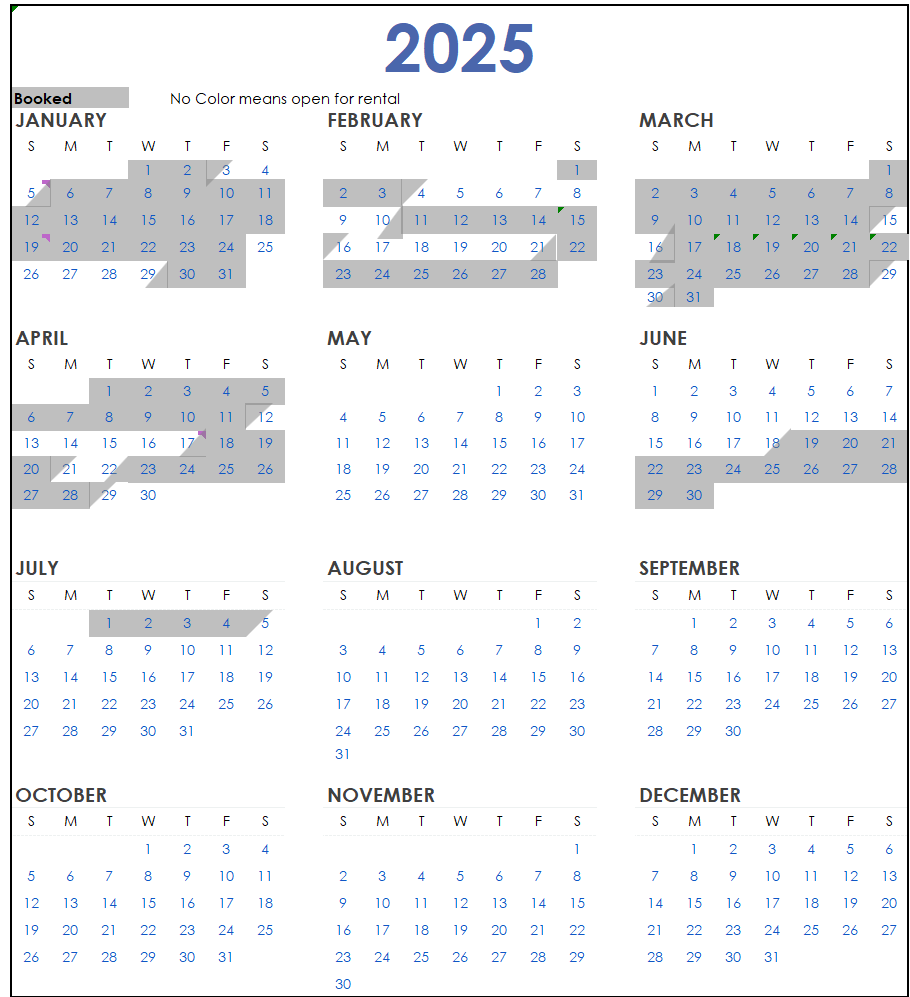 2025
Booked No Color means open for rental
JANUARY FEBRUARY MARCH
S M T W T F S S M T W T F S S M T W T F S
1 2 3 4 1 1
5 6 7 8 9 10 11 2 3 4 5 6 7 8 2 3 4 5 6 7 8
12 13 14 15 16 17 18 9 10 11 12 13 14 15 9 10 11 12 13 14 15
19 20 21 22 23 24 25 16 17 18 19 20 21 22 16 17 18 19 20 21 22
26 27 28 29 30 31 23 24 25 26 27 28 23 24 25 26 27 28 29
30 31
APRIL MAY JUNE
S M T W T F S S M T W T F S S M T W T F S
1 2 3 4 5 1 2 3 1 2 3 4 5 6 7
6 7 8 9 10 11 12 4 5 6 7 8 9 10 8 9 10 11 12 13 14
13 14 15 16 17 18 19 11 12 13 14 15 16 17 15 16 17 18 19 20 21
20 21 22 23 24 25 26 18 19 20 21 22 23 24 22 23 24 25 26 27 28
27 28 29 30 25 26 27 28 29 30 31 29 30
JULY AUGUST SEPTEMBER
S M T W T F S S M T W T F S S M T W T F S
1 2 3 4 5 1 2 1 2 3 4 5 6
6 7 8 9 10 11 12 3 4 5 6 7 8 9 7 8 9 10 11 12 13
13 14 15 16 17 18 19 10 11 12 13 14 15 16 14 15 16 17 18 19 20
20 21 22 23 24 25 26 17 18 19 20 21 22 23 21 22 23 24 25 26 27
27 28 29 30 31 24 25 26 27 28 29 30 28 29 30
31
OCTOBER NOVEMBER DECEMBER
S M T W T F S S M T W T F S S M T W T F S
1 2 3 4 1 1 2 3 4 5 6
5 6 7 8 9 10 11 2 3 4 5 6 7 8 7 8 9 10 11 12 13
12 13 14 15 16 17 18 9 10 11 12 13 14 15 14 15 16 17 18 19 20
19 20 21 22 23 24 25 16 17 18 19 20 21 22 21 22 23 24 25 26 27
26 27 28 29 30 31 23 24 25 26 27 28 29 28 29 30 31
30